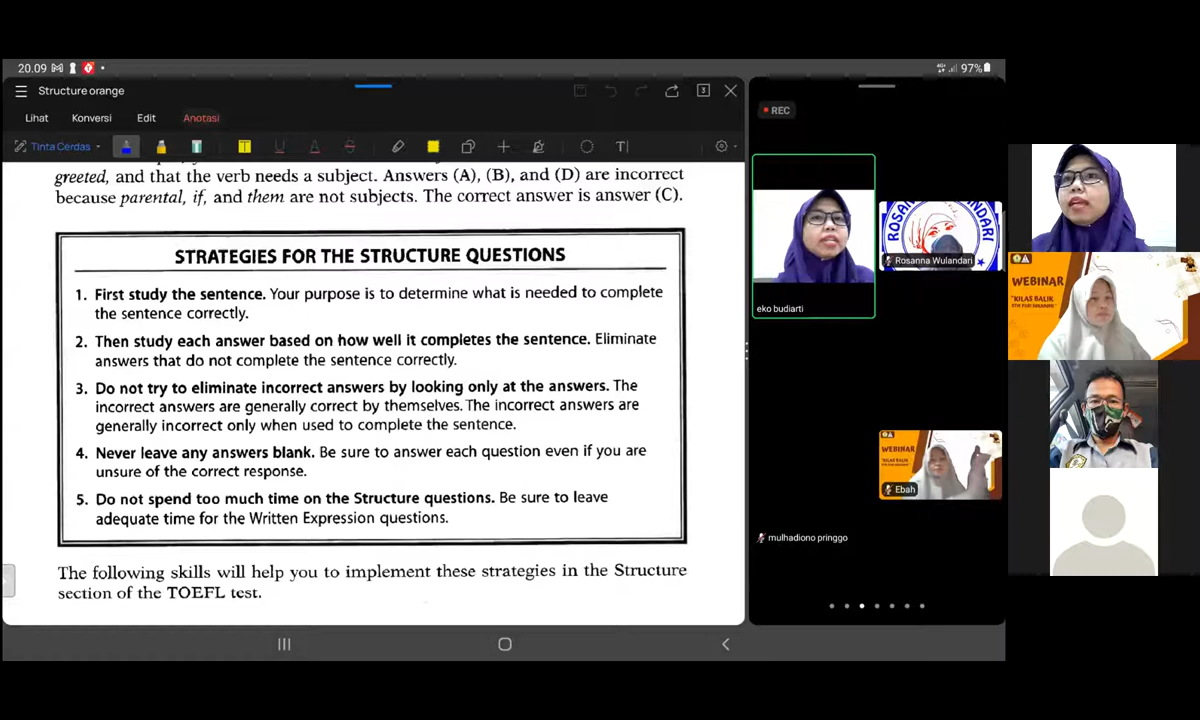 20.09
97%
Structure orange
3
Lihat Konversi Edit Anotasi
Tinta Cerdas
greeted, and that the verb needs a subject. Answers (A), (B), and (D) are incorrect
because parental, if, and them are not subjects. The correct answer is answer (C).
STRATEGIES FOR THE STRUCTURE QUESTIONS
1. First study the sentence. Your purpose is to determine what is needed to complete
the sentence correctly.
2. Then study each answer based on how well it completes the sentence. Eliminate
answers that do not complete the sentence correctly.
3. Do not try to eliminate incorrect answers by looking only at the answers. The
incorrect answers are generally correct by themselves. The incorrect answers are
generally incorrect only when used to complete the sentence.
4. Never leave any answers blank. Be sure to answer each question even if you are
unsure of the correct response.
5. Do not spend too much time on the Structure questions. Be sure to leave
adequate time for the Written Expression questions.
The following skills will help you to implement these strategies in the Structure
section of the TOEFL test.
REC
eko budiarti
Rosanna Wulandari
WEBINAR
Ebah
mulhadiono pringgo
WEBINAR
"KILAS BALIK